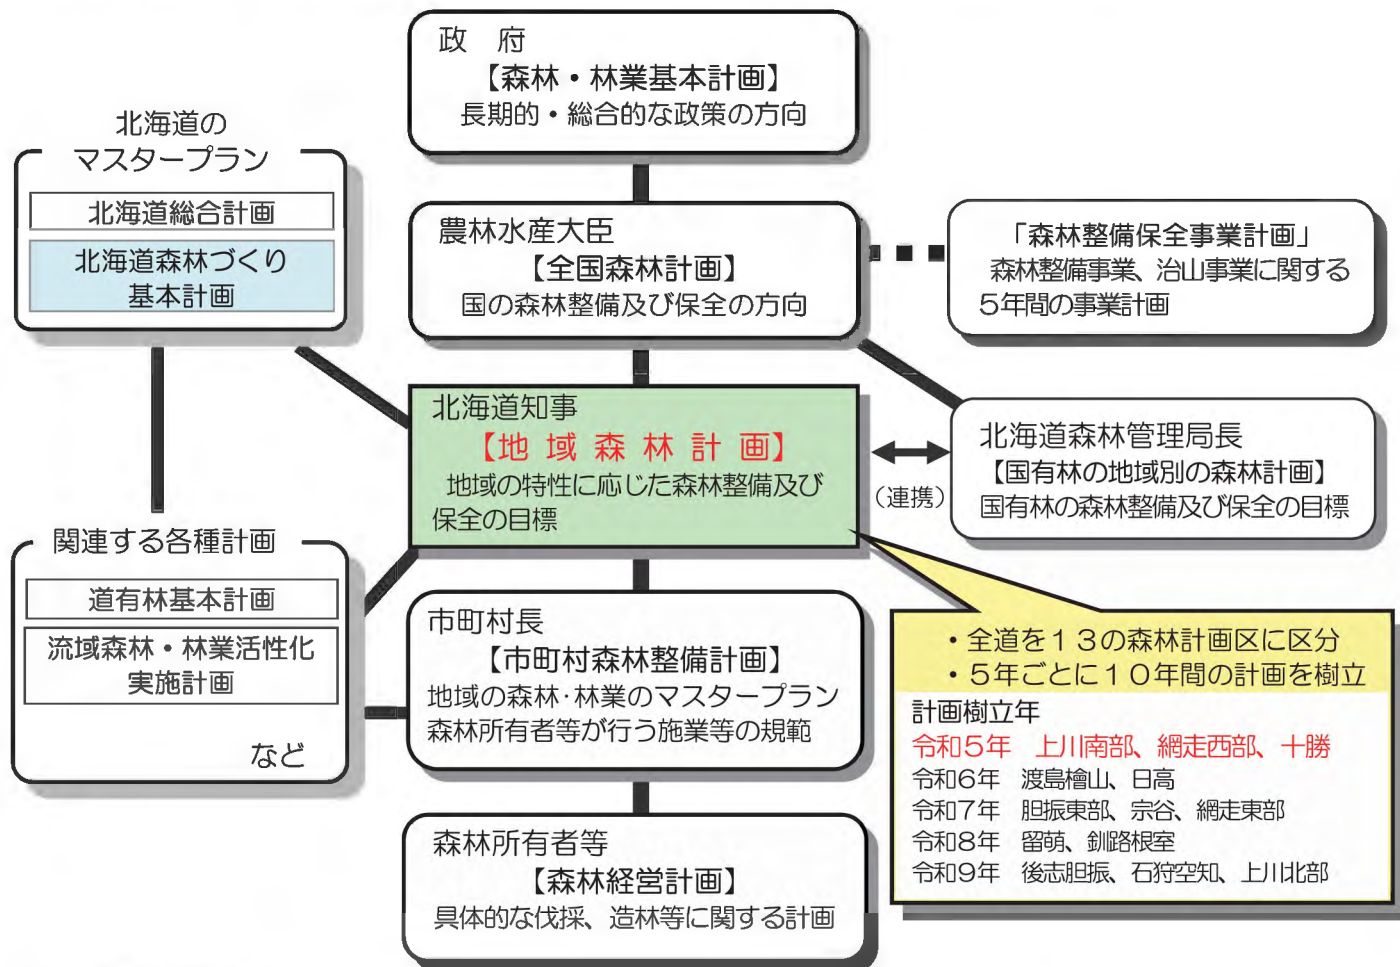 政　府
【森林・林業基本計画】
長期的・総合的な政策の方向
北海道の
マスタープラン
北海道総合計画
北海道森林づくり
基本計画
農林水産大臣
【全国森林計画】
国の森林整備及び保全の方向
「森林整備保全事業計画」
森林整備事業、治山事業に関する
５年間の事業計画
北海道知事
【地 域 森 林 計 画】
地域の特性に応じた森林整備及び
保全の目標
（連携）
北海道森林管理局長
【国有林の地域別の森林計画】
国有林の森林整備及び保全の目標
関連する各種計画
道有林基本計画
流域森林・林業活性化
実施計画
など
市町村長
【市町村森林整備計画】
地域の森林･林業のマスタープラン
森林所有者等が行う施業等の規範
・全道を１３の森林計画区に区分
・５年ごとに１０年間の計画を樹立
計画樹立年
令和５年　上川南部、網走西部、十勝
令和６年　渡島檜山、日高
令和７年　胆振東部、宗谷、網走東部
令和８年　留萌、釧路根室
令和９年　後志胆振、石狩空知、上川北部
森林所有者等
【森林経営計画】
具体的な伐採、造林等に関する計画